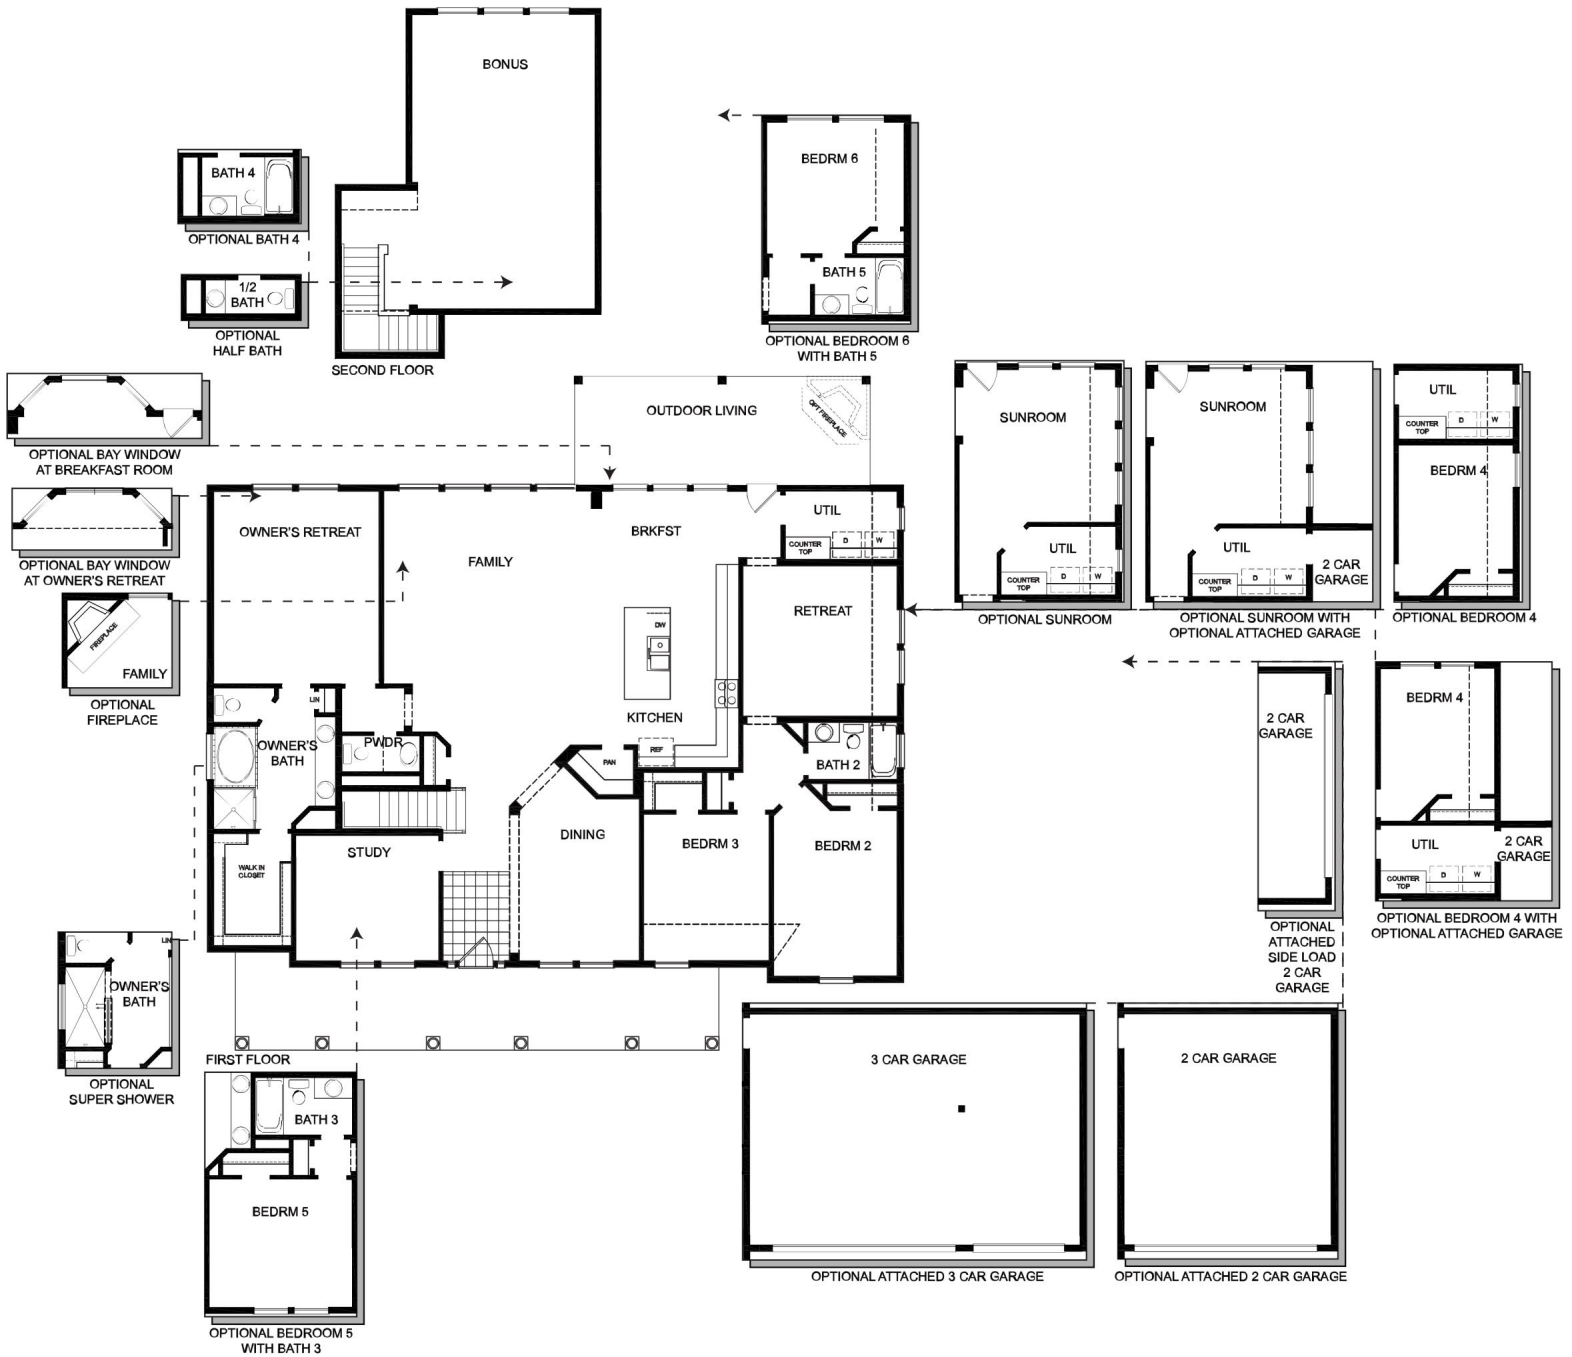 BONUS
SECOND FLOOR
BATH 4
OPTIONAL BATH 4
1/2
BATH
OPTIONAL
HALF BATH
BEDRM 6
BATH 5
OPTIONAL BEDROOM 6
WITH BATH 5
OPTIONAL BAY WINDOW
AT BREAKFAST ROOM
OPTIONAL BAY WINDOW
AT OWNER'S RETREAT
FIREPLACE
FAMILY
OPTIONAL
FIREPLACE
OUTDOOR LIVING
OPT FIREPLACE
OWNER'S RETREAT
FAMILY
BRKFST
UTIL
COUNTER
TOP
D
W
RETREAT
DW
KITCHEN
REF
PAN
LIN
OWNER'S
BATH
PWDR
BATH 2
DINING
BEDRM 3
BEDRM 2
STUDY
WALK IN
CLOSET
FIRST FLOOR
SUNROOM
UTIL
COUNTER
TOP
D
W
OPTIONAL SUNROOM
SUNROOM
UTIL
COUNTER
TOP
D
W
2 CAR
GARAGE
OPTIONAL SUNROOM WITH
OPTIONAL ATTACHED GARAGE
UTIL
COUNTER
TOP
D
W
BEDRM 4
OPTIONAL BEDROOM 4
2 CAR
GARAGE
OPTIONAL
ATTACHED
SIDE LOAD
2 CAR
GARAGE
BEDRM 4
UTIL
COUNTER
TOP
D
W
2 CAR
GARAGE
OPTIONAL BEDROOM 4 WITH
OPTIONAL ATTACHED GARAGE
LIN
OWNER'S
BATH
OPTIONAL
SUPER SHOWER
BATH 3
BEDRM 5
OPTIONAL BEDROOM 5
WITH BATH 3
3 CAR GARAGE
OPTIONAL ATTACHED 3 CAR GARAGE
2 CAR GARAGE
OPTIONAL ATTACHED 2 CAR GARAGE